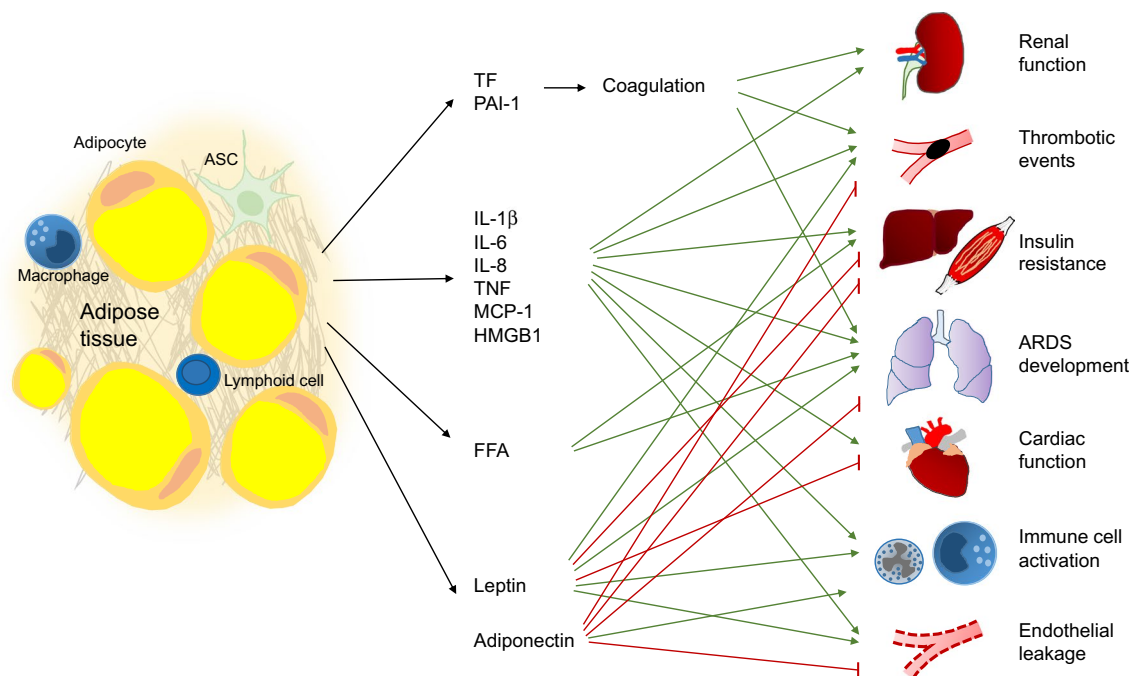 Adipocyte
ASC
Macrophage
Adipose
tissue
Lymphoid cell
TF
PAI-1
Coagulation
IL-1β
IL-6
IL-8
TNF
MCP-1
HMGB1
FFA
Leptin
Adiponectin
Renal
function
Thrombotic
events
Insulin
resistance
ARDS
development
Cardiac
function
Immune cell
activation
Endothelial
leakage